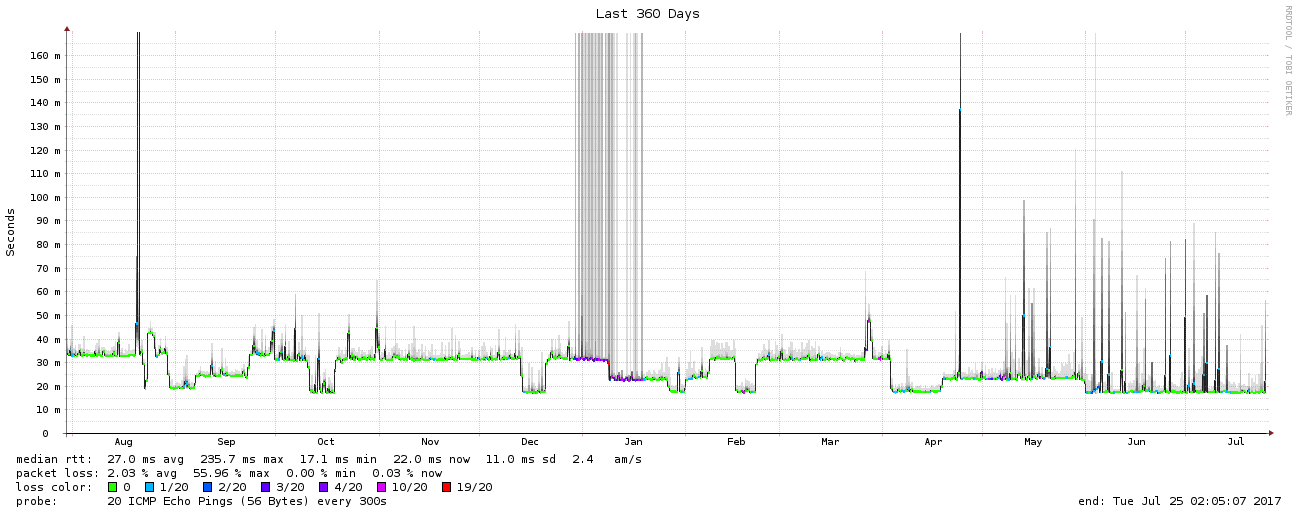 Last 360 Days
RRDTOOL / TOBI OETIKER
Seconds
160 m
150 m
140 m
130 m
120 m
110 m
100 m
90 m
80 m
70 m
60 m
50 m
40 m
30 m
20 m
10 m
0
Aug Sep Oct Nov Dec Jan Feb Mar Apr May Jun Jul
median rtt: 27.0 ms avg 235.7 ms max 17.1 ms min 22.0 ms now 11.0 ms sd 2.4 am/s
packet loss: 2.03 % avg 55.96 % max 0.00 % min 0.03 % now
loss color: 0 1/20 2/20 3/20 4/20 10/20 19/20
probe: 20 ICMP Echo Pings (56 Bytes) every 300s end: Tue Jul 25 02:05:07 2017